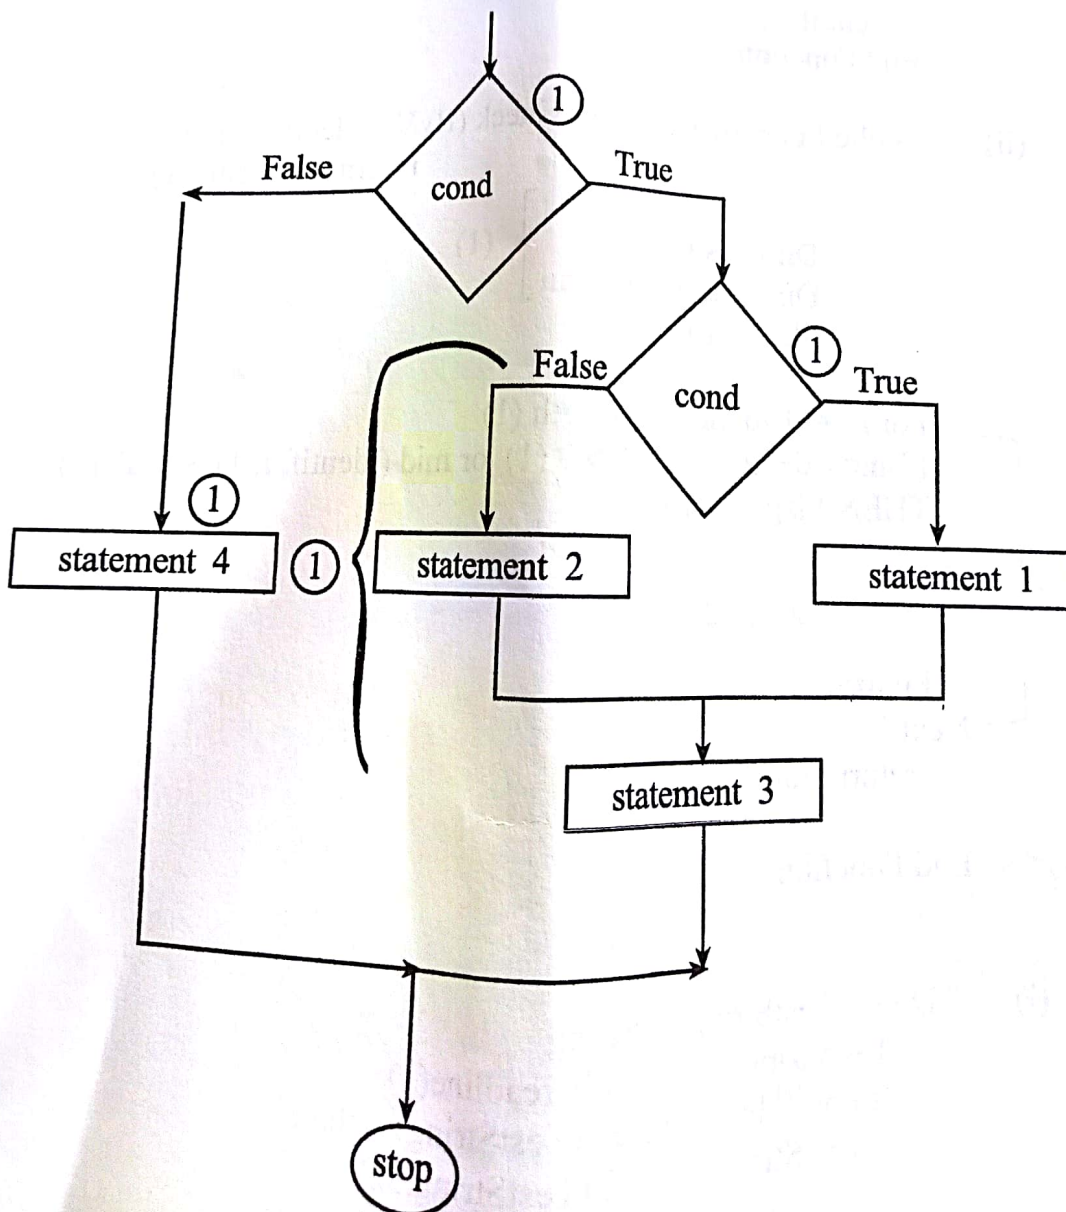 ①
False
True
cond
①
False
True
cond
①
statement 4
①
statement 2
statement 1
statement 3
stop